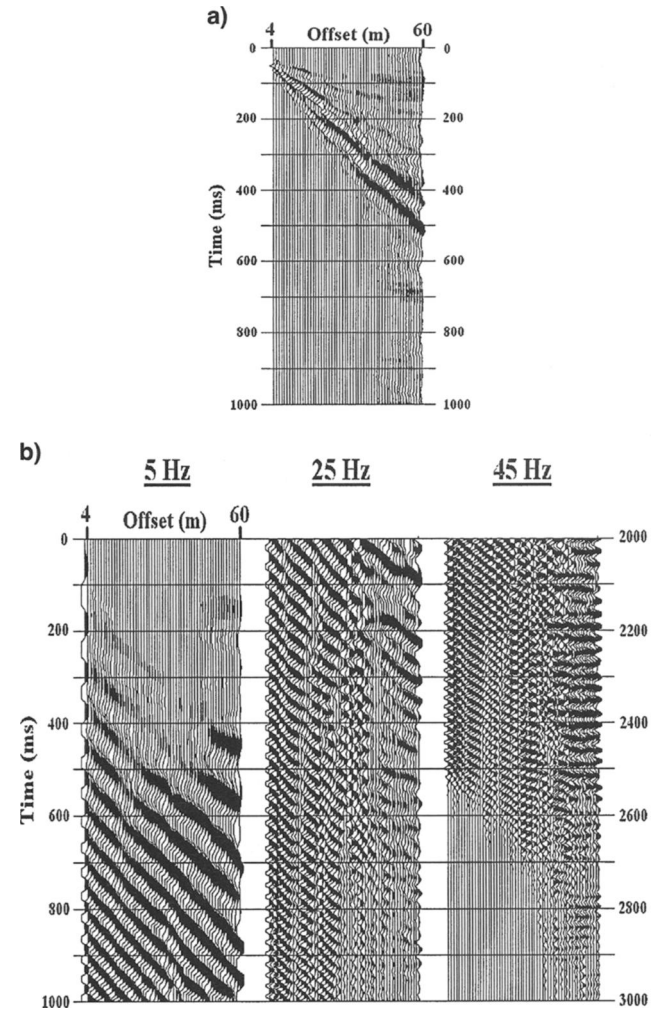 a)
4 Offset (m) 60
0 0
200 200
400 400
600 600
800 800
1000 1000
Time (ms)
b)
5 Hz 25 Hz 45 Hz
4 Offset (m) 60
0 2000
200 2200
400 2400
600 2600
800 2800
1000 3000
Time (ms)